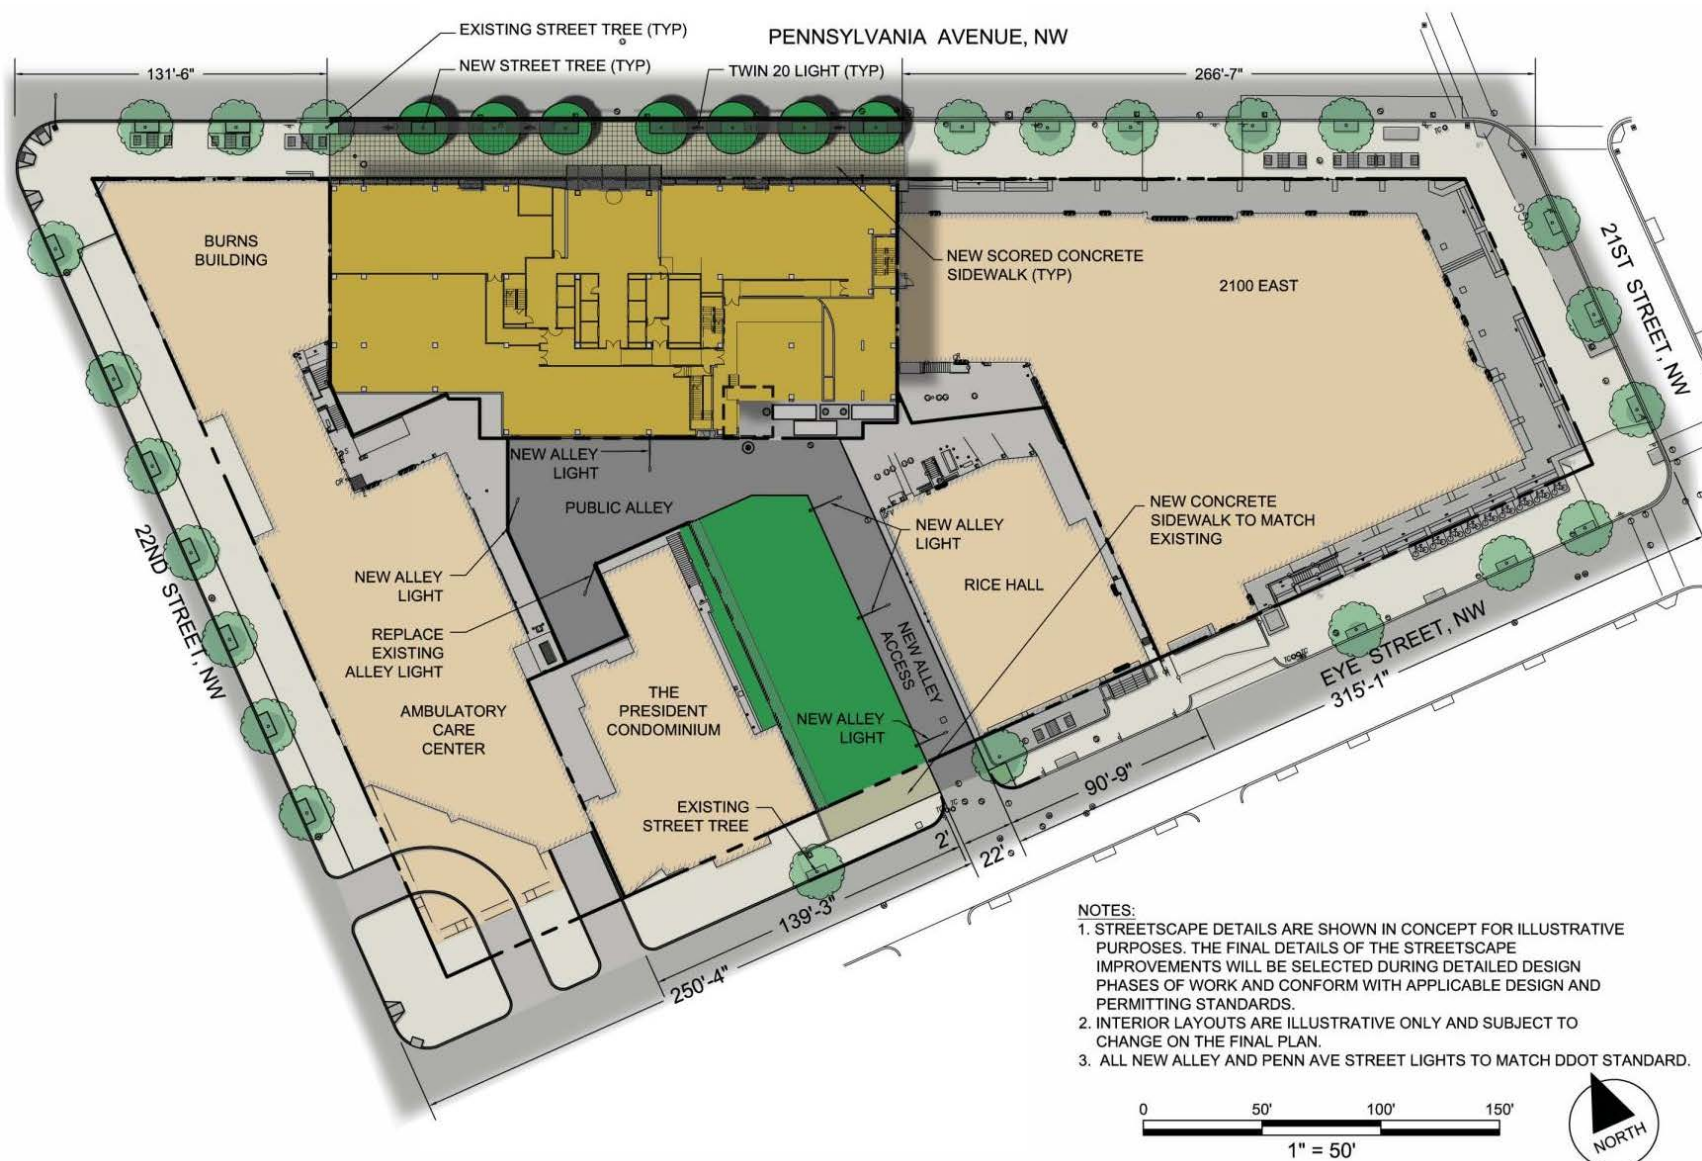 EXISTING STREET TREE (TYP)
PENNSYLVANIA AVENUE, NW
131'-6"
NEW STREET TREE (TYP)
TWIN 20 LIGHT (TYP)
266'-7"
BURNS
BUILDING
NEW SCORED CONCRETE
SIDEWALK (TYP)
2100 EAST
21ST STREET, NW
NEW ALLEY
LIGHT
PUBLIC ALLEY
NEW ALLEY
LIGHT
NEW CONCRETE
SIDEWALK TO MATCH
EXISTING
22ND STREET, NW
NEW ALLEY
LIGHT
RICE HALL
REPLACE
EXISTING
ALLEY LIGHT
NEW ALLEY
ACCESS
EYE STREET, NW
315'-1"
THE
PRESIDENT
CONDOMINIUM
AMBULATORY
CARE
CENTER
NEW ALLEY
LIGHT
90'-9"
EXISTING
STREET TREE
2'
22'
139'-3"
250'-4"
NOTES:
1. STREETSCAPE DETAILS ARE SHOWN IN CONCEPT FOR ILLUSTRATIVE
PURPOSES. THE FINAL DETAILS OF THE STREETSCAPE
IMPROVEMENTS WILL BE SELECTED DURING DETAILED DESIGN
PHASES OF WORK AND CONFORM WITH APPLICABLE DESIGN AND
PERMITTING STANDARDS.
2. INTERIOR LAYOUTS ARE ILLUSTRATIVE ONLY AND SUBJECT TO
CHANGE ON THE FINAL PLAN.
3. ALL NEW ALLEY AND PENN AVE STREET LIGHTS TO MATCH DDOT STANDARD.
0 50' 100' 150'
1" = 50'
NORTH